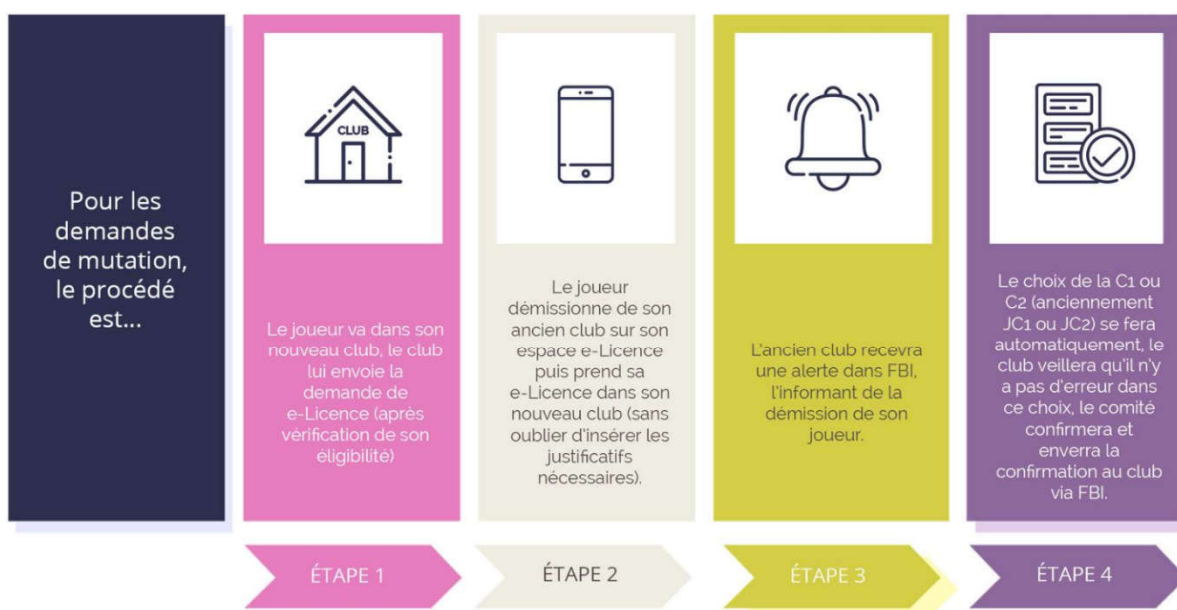 Pour les
demandes
de mutation,
le procédé
est...
CLUB
Le joueur va dans son
nouveau club, le club
lui envoie la
demande de
e-Licence (après
vérification de son
éligibilité)
Le joueur
démissionne de son
ancien club sur son
espace e-Licence
puis prend sa
e-Licence dans son
nouveau club (sans
oublier d'insérer les
justificatifs
nécessaires).
L'ancien club recevra
une alerte dans FBI,
l'informant de la
démission de son
joueur.
Le choix de la C1 ou
C2 (anciennement
JC1 ou JC2) se fera
automatiquement, le
club veillera qu'il n'y
a pas d'erreur dans
ce choix, le comité
confirmera et
enverra la
confirmation au club
via FBI.
ÉTAPE 1
ÉTAPE 2
ÉTAPE 3
ÉTAPE 4